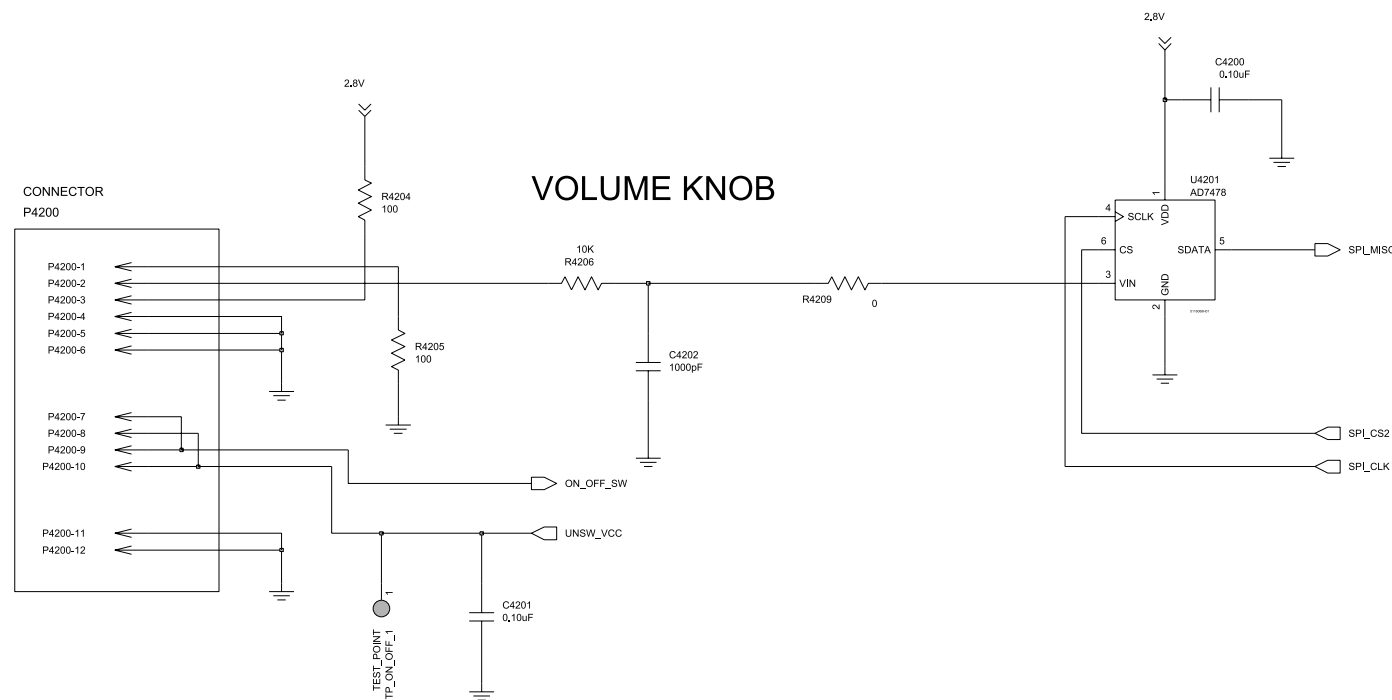 2.8V
C4200
0.10uF
2.8V
VOLUME KNOB
CONNECTOR
P4200
R4204
100
U4201
AD7478
1
VDD
4
SCLK
6
CS
SDATA
5
SPI_MISO
3
VIN
GND
2
10K
R4206
R4209
0
P4200-1
P4200-2
P4200-3
P4200-4
P4200-5
P4200-6
R4205
100
C4202
1000pF
P4200-7
P4200-8
P4200-9
P4200-10
SPI_CS2
SPI_CLK
ON_OFF_SW
UNSW_VCC
P4200-11
P4200-12
1
TEST_POINT
TP_ON_OFF_1
C4201
0.10uF